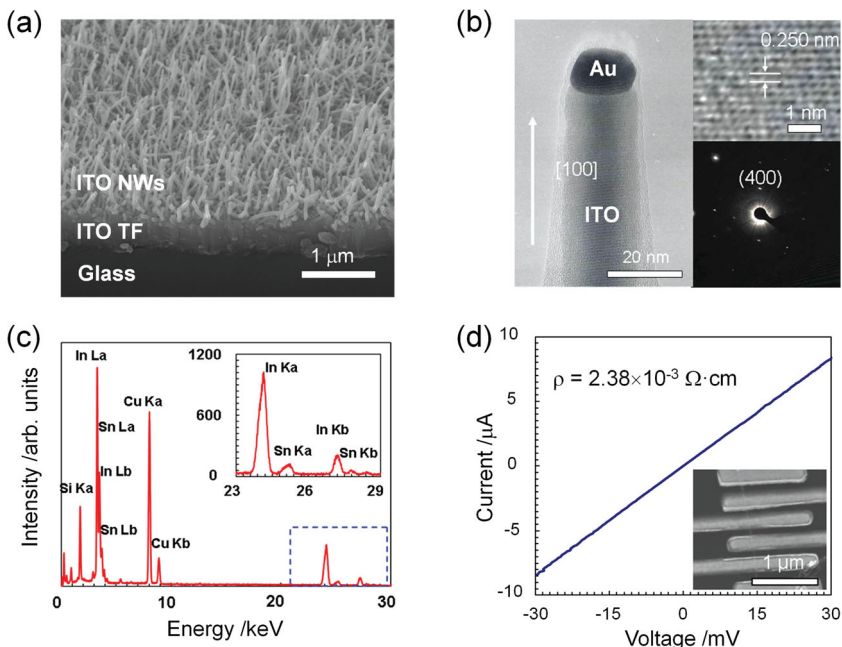 (a)
ITO NWs
ITO TF
Glass
1 μm
(b)
Au
[100]
ITO
20 nm
0.250 nm
1 nm
(400)
(c)
Intensity /arb. units
In La
Sn La
In Lb
Sn Lb
Si Ka
Cu Ka
Cu Kb
0 10 20 30
Energy /keV
1200
600
0
In Ka
Sn Ka
In Kb
Sn Kb
23 26 29
(d)
Current /μA
10
5
0
-5
-10
ρ = 2.38×10⁻³ Ω·cm
1 μm
-30 -15 0 15 30
Voltage /mV